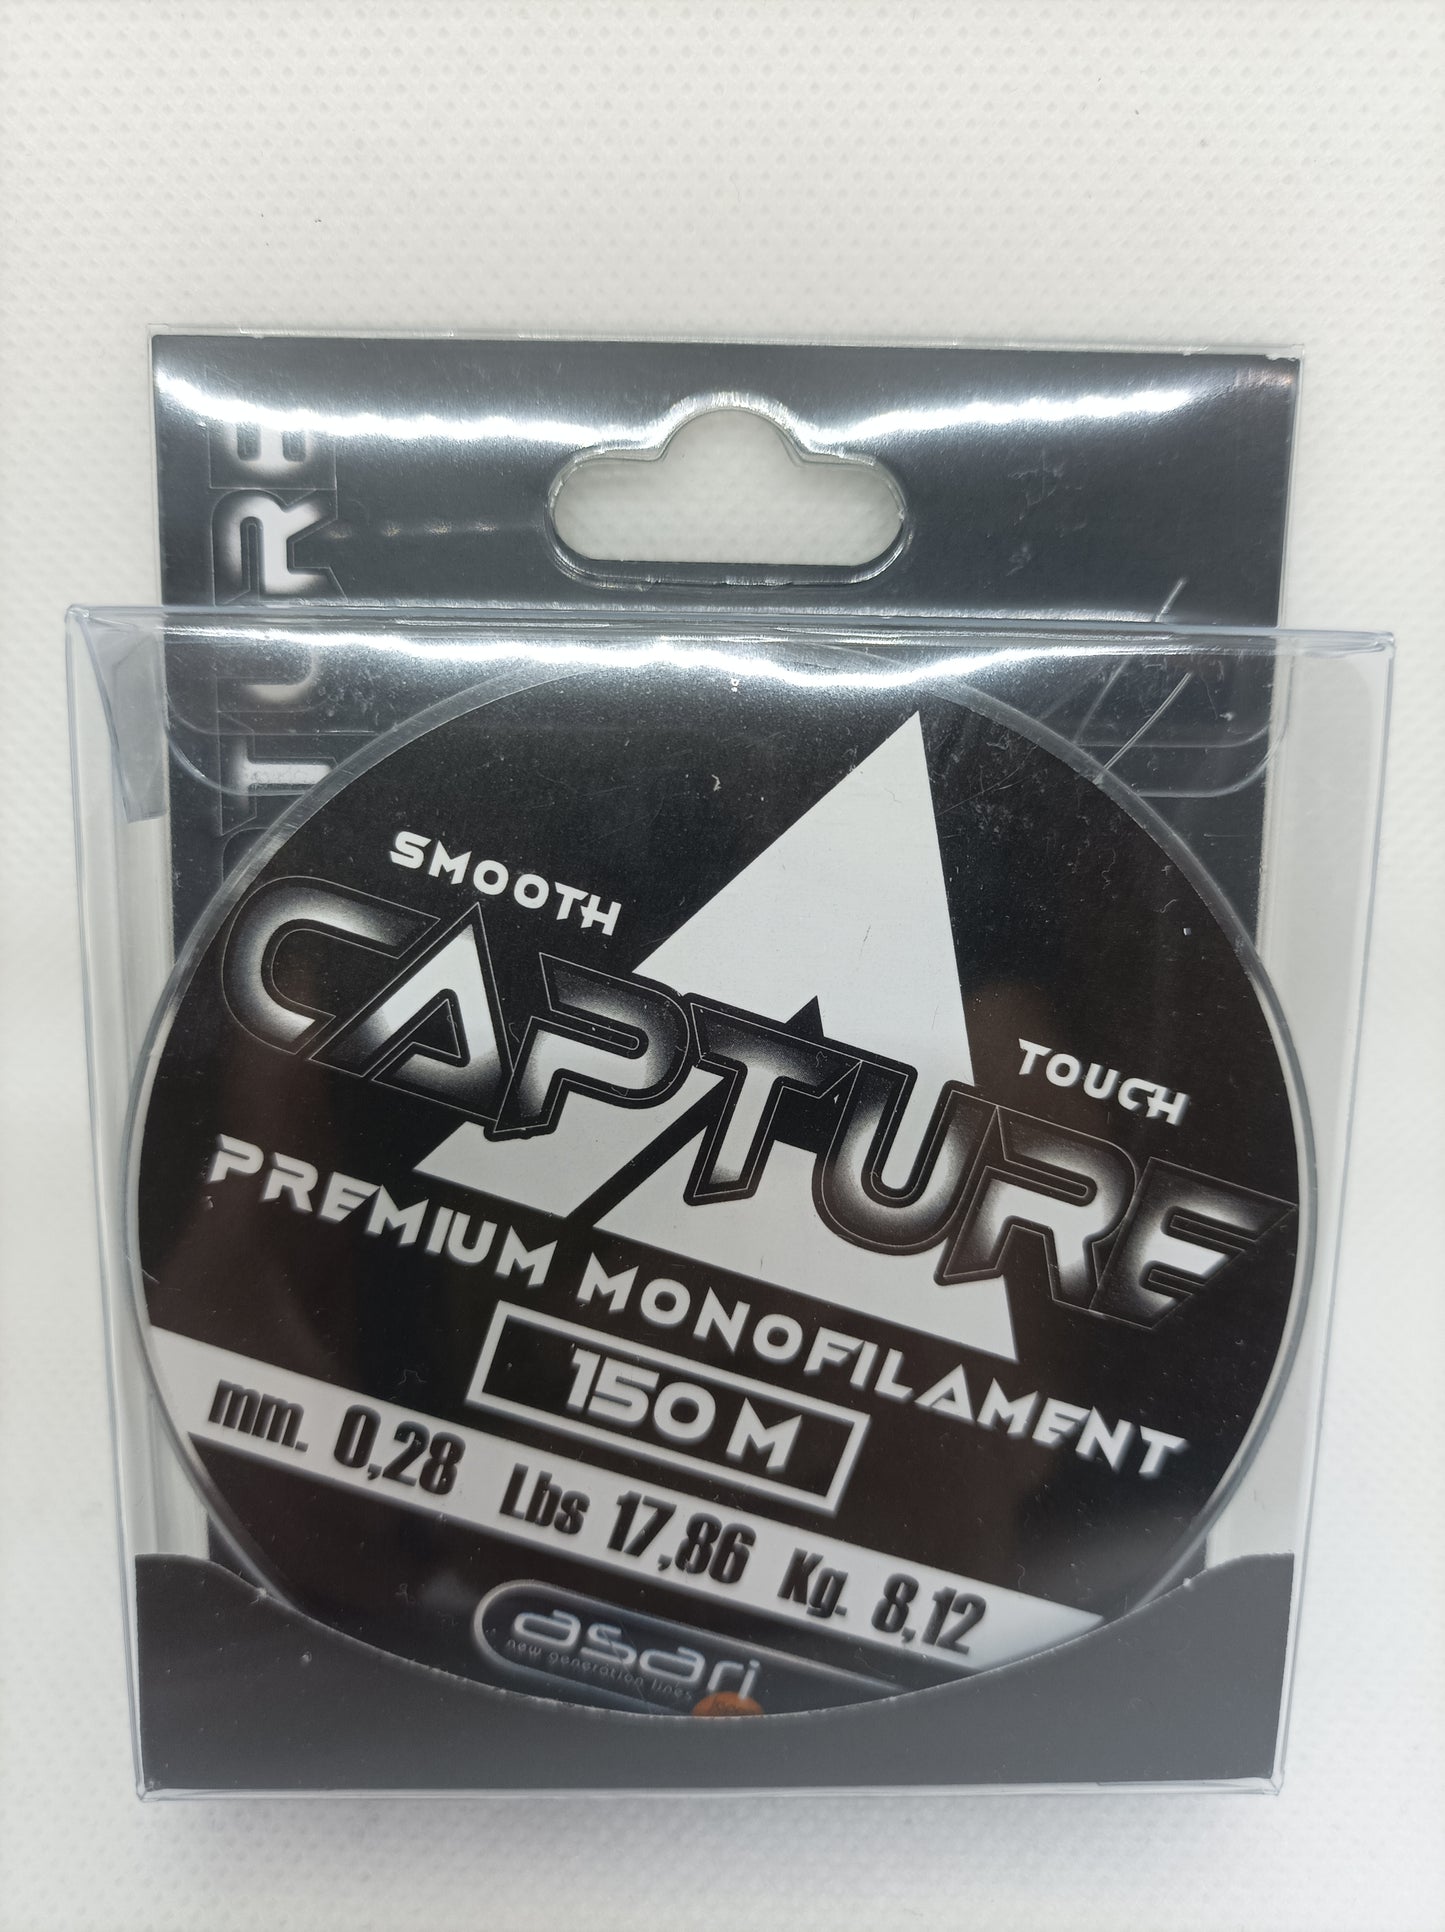 TURE
SMOOTH
CAPTURE
TOUCH
PREMIUM MONOFILAMENT
150 M
mm. 0,28 Lbs 17,86 Kg. 8,12
asari
new generation lines